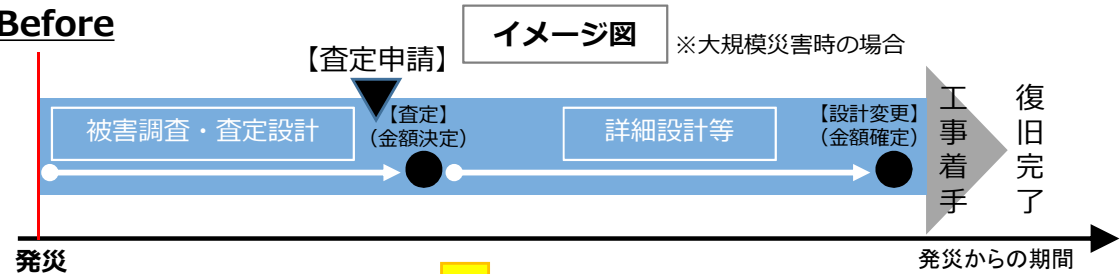 Before
イメージ図
※大規模災害時の場合
【査定申請】
被害調査・査定設計
【査定】
(金額決定)
詳細設計等
【設計変更】
(金額確定)
工事着手
復旧完了
発災
発災からの期間